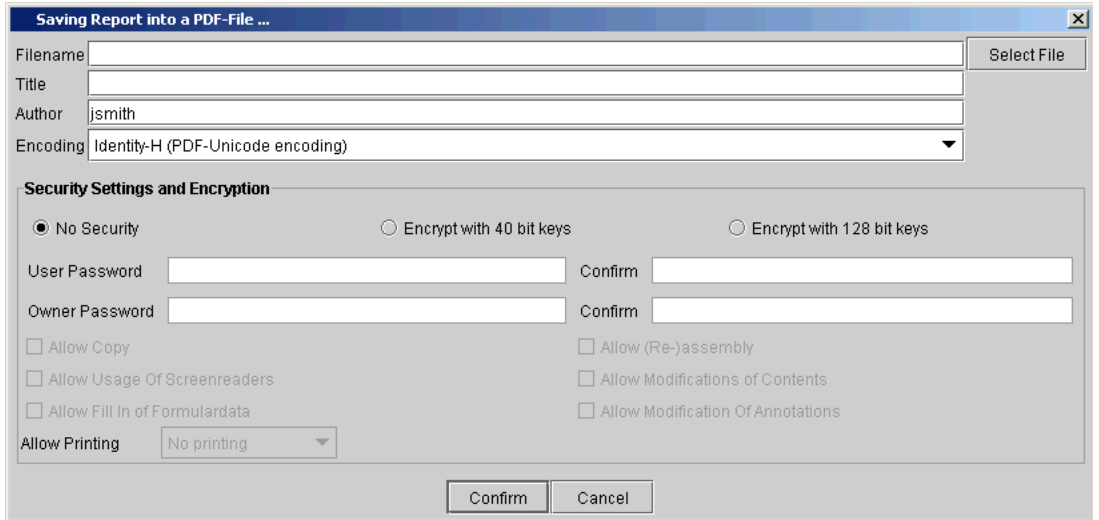 Saving Report into a PDF-File ...
Filename Select File
Title
Author jsmith
Encoding Identity-H (PDF-Unicode encoding)
Security Settings and Encryption
No Security Encrypt with 40 bit keys Encrypt with 128 bit keys
User Password Confirm
Owner Password Confirm
Allow Copy Allow (Re-)assembly
Allow Usage Of Screenreaders Allow Modifications of Contents
Allow Fill In of Formulardata Allow Modification Of Annotations
Allow Printing No printing
Confirm Cancel